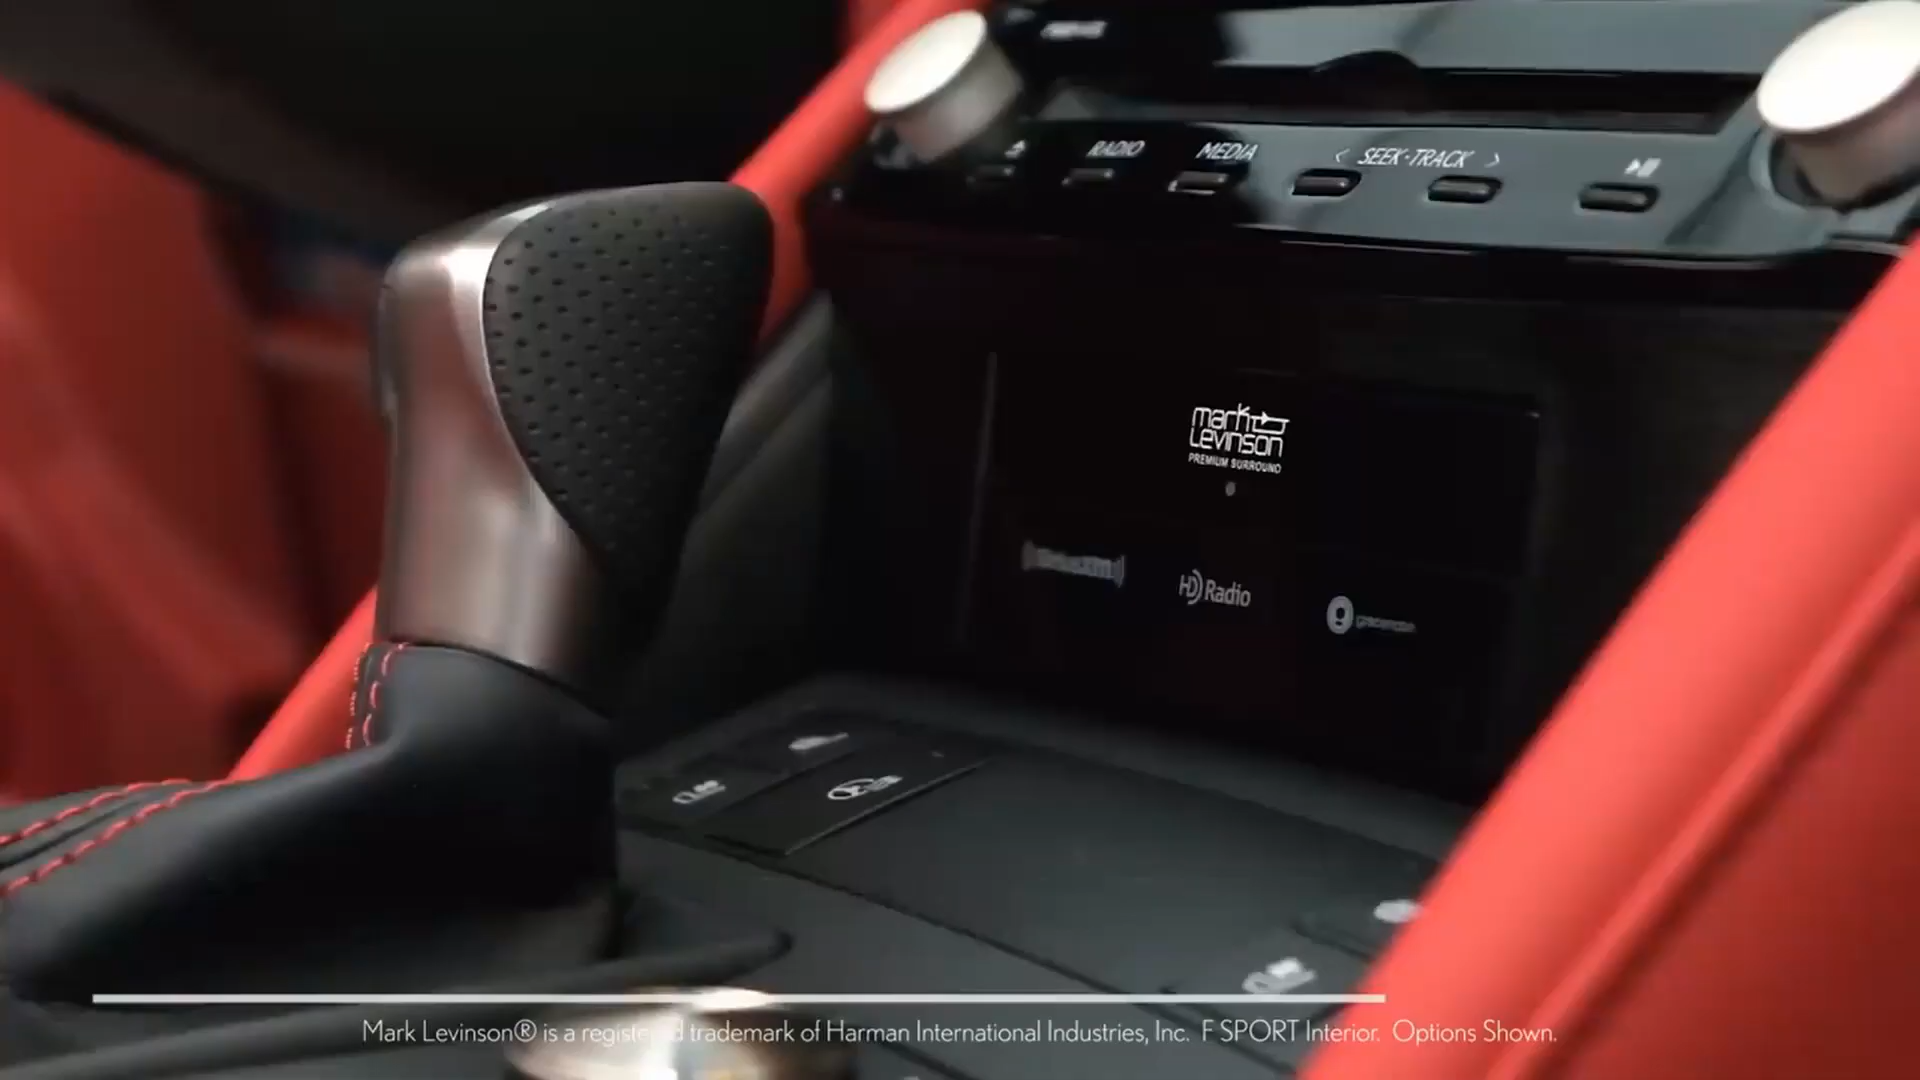 RADIO MEDIA < SEEK·TRACK >
mark
Levinson
PREMIUM SURROUND
HD Radio
Mark Levinson® is a registered trademark of Harman International Industries, Inc. F SPORT Interior. Options Shown.